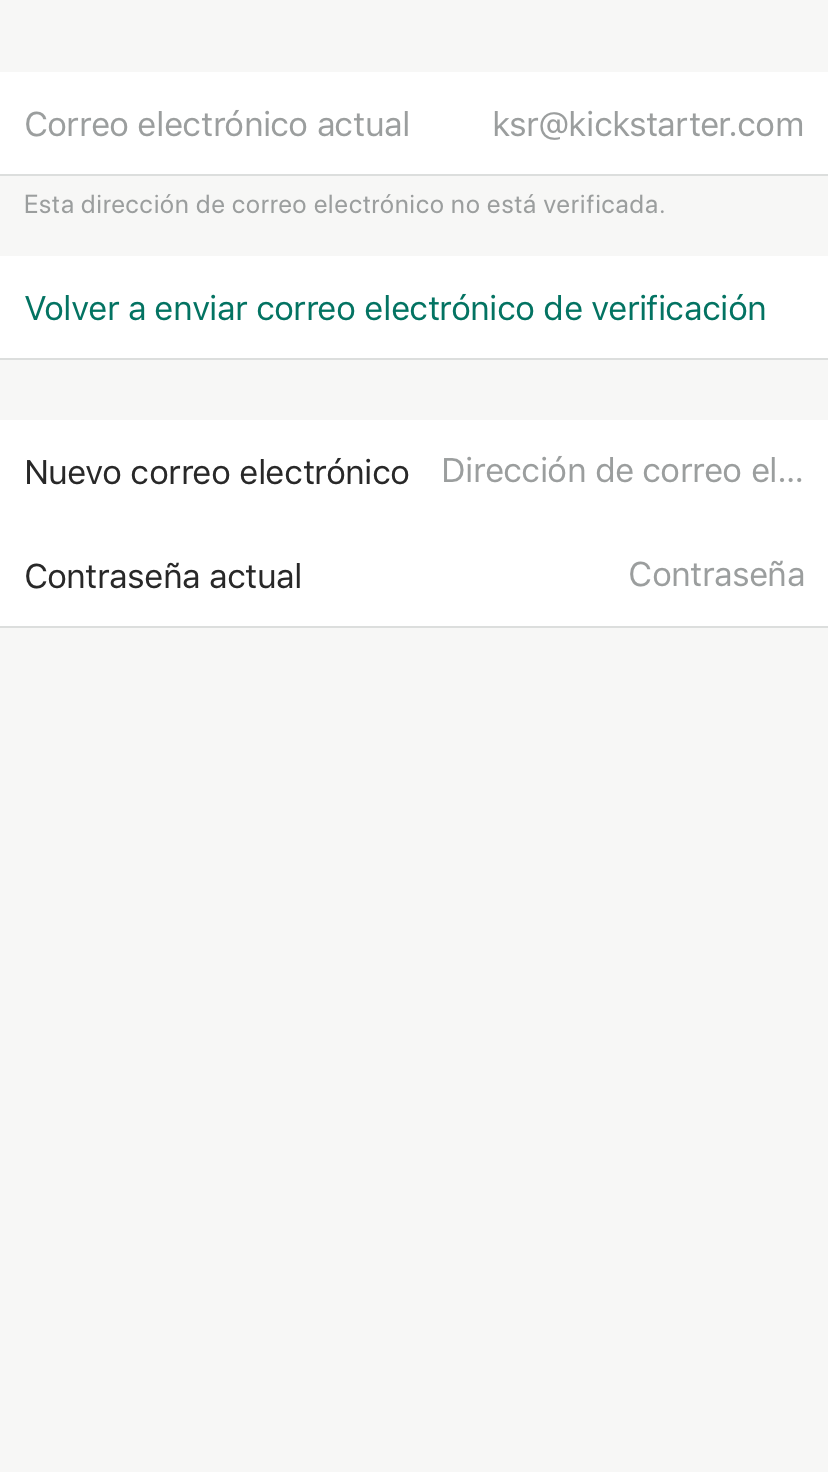 Correo electrónico actual ksr@kickstarter.com
Esta dirección de correo electrónico no está verificada.
Volver a enviar correo electrónico de verificación
Nuevo correo electrónico Dirección de correo el...
Contraseña actual Contraseña